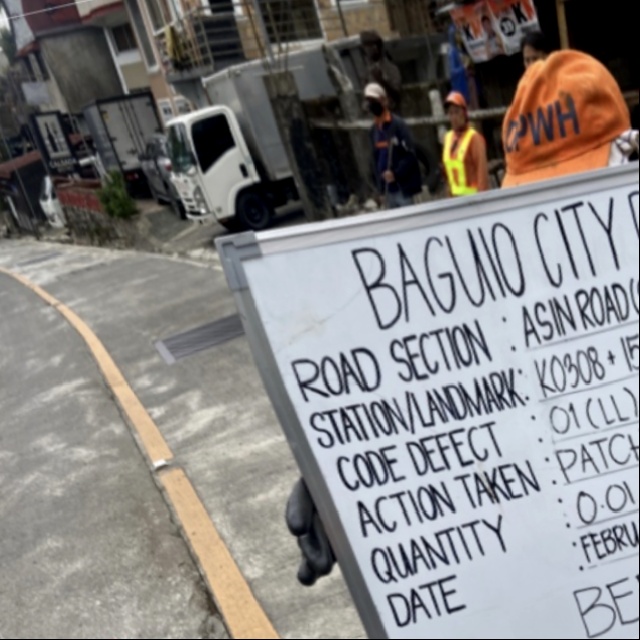 BAGUIO CITY
ROAD SECTION : ASIN ROAD
STATION/LANDMARK: K0308 + 15
CODE DEFECT : 01 (LL)
ACTION TAKEN : PATCH
QUANTITY : 0.01
DATE : FEBRU
BE
DPWH